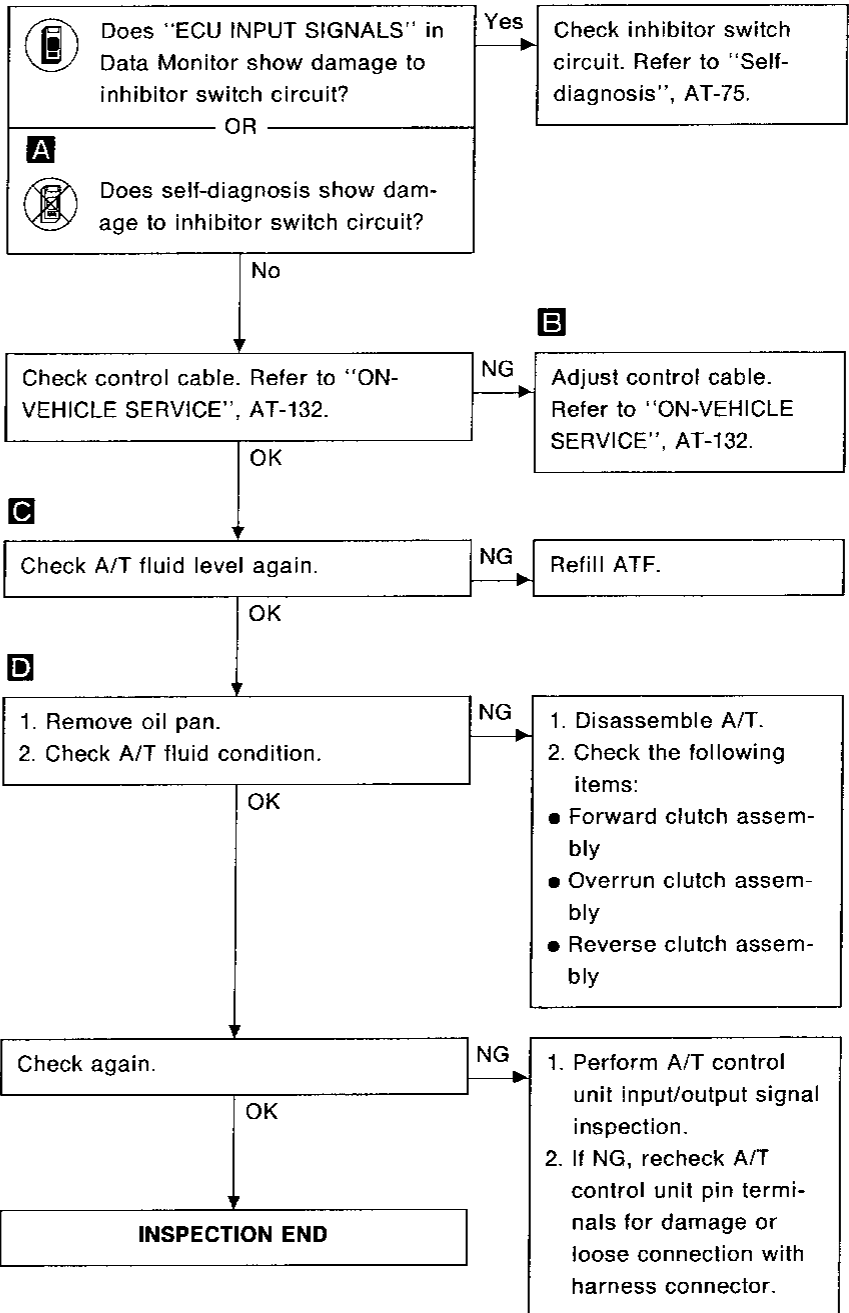 Does "ECU INPUT SIGNALS" in
Data Monitor show damage to
inhibitor switch circuit?
Yes
Check inhibitor switch
circuit. Refer to "Self-
diagnosis", AT-75.
OR
A
Does self-diagnosis show dam-
age to inhibitor switch circuit?
No
B
Check control cable. Refer to "ON-
VEHICLE SERVICE", AT-132.
NG
Adjust control cable.
Refer to "ON-VEHICLE
SERVICE", AT-132.
OK
C
Check A/T fluid level again.
NG
Refill ATF.
OK
D
1. Remove oil pan.
2. Check A/T fluid condition.
NG
1. Disassemble A/T.
2. Check the following
items:
● Forward clutch assem-
bly
● Overrun clutch assem-
bly
● Reverse clutch assem-
bly
OK
Check again.
NG
1. Perform A/T control
unit input/output signal
inspection.
2. If NG, recheck A/T
control unit pin termi-
nals for damage or
loose connection with
harness connector.
OK
INSPECTION END